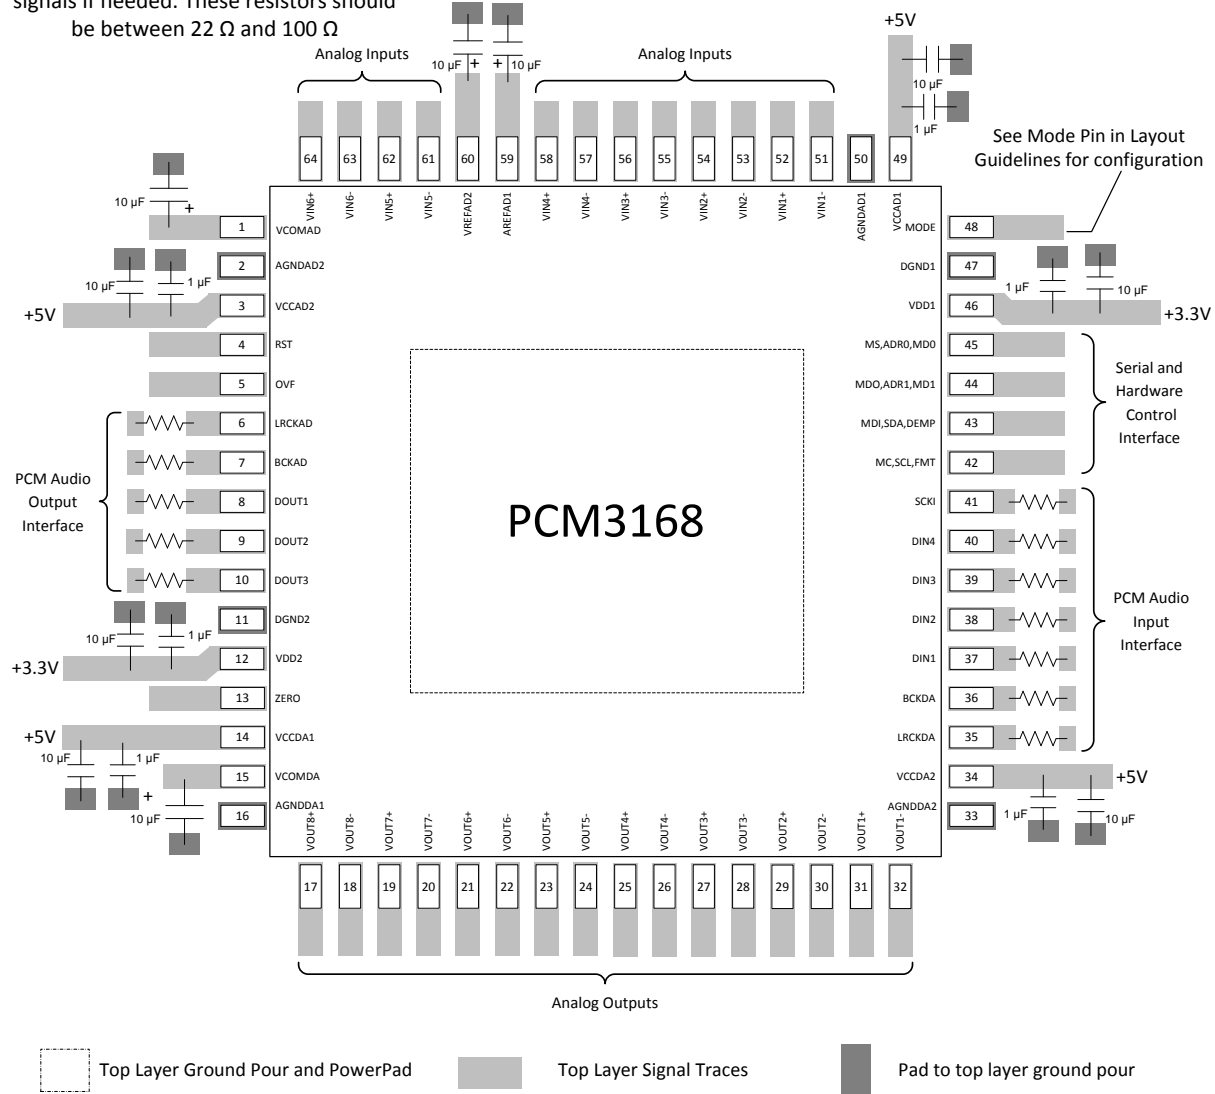 signals if needed. These resistors should
be between 22 Ω and 100 Ω
Analog Inputs
10 µF
+
+
10 µF
Analog Inputs
+5V
10 µF
1 µF
See Mode Pin in Layout
Guidelines for configuration
64
63
62
61
60
59
58
57
56
55
54
53
52
51
50
49
VIN6+
VIN6-
VIN5+
VIN5-
VREFAD2
AREFAD1
VIN4+
VIN4-
VIN3+
VIN3-
VIN2+
VIN2-
VIN1+
VIN1-
AGNDAD1
VCCAD1
10 µF
+
1
VCOMAD
2
AGNDAD2
10 µF
1 µF
+5V
3
VCCAD2
4
RST
5
OVF
6
LRCKAD
7
BCKAD
8
DOUT1
9
DOUT2
10
DOUT3
PCM Audio
Output
Interface
11
DGND2
10 µF
1 µF
+3.3V
12
VDD2
13
ZERO
+5V
14
VCCDA1
10 µF
1 µF
15
VCOMDA
+
10 µF
16
AGNDDA1
PCM3168
MODE
48
DGND1
47
1 µF
10 µF
VDD1
46
+3.3V
MS,ADR0,MD0
45
MDO,ADR1,MD1
44
MDI,SDA,DEMP
43
MC,SCL,FMT
42
Serial and
Hardware
Control
Interface
SCKI
41
DIN4
40
DIN3
39
DIN2
38
DIN1
37
BCKDA
36
LRCKDA
35
PCM Audio
Input
Interface
VCCDA2
34
+5V
AGNDDA2
33
1 µF
10 µF
VOUT8+
VOUT8-
VOUT7+
VOUT7-
VOUT6+
VOUT6-
VOUT5+
VOUT5-
VOUT4+
VOUT4-
VOUT3+
VOUT3-
VOUT2+
VOUT2-
VOUT1+
VOUT1-
17
18
19
20
21
22
23
24
25
26
27
28
29
30
31
32
Analog Outputs
Top Layer Ground Pour and PowerPad
Top Layer Signal Traces
Pad to top layer ground pour